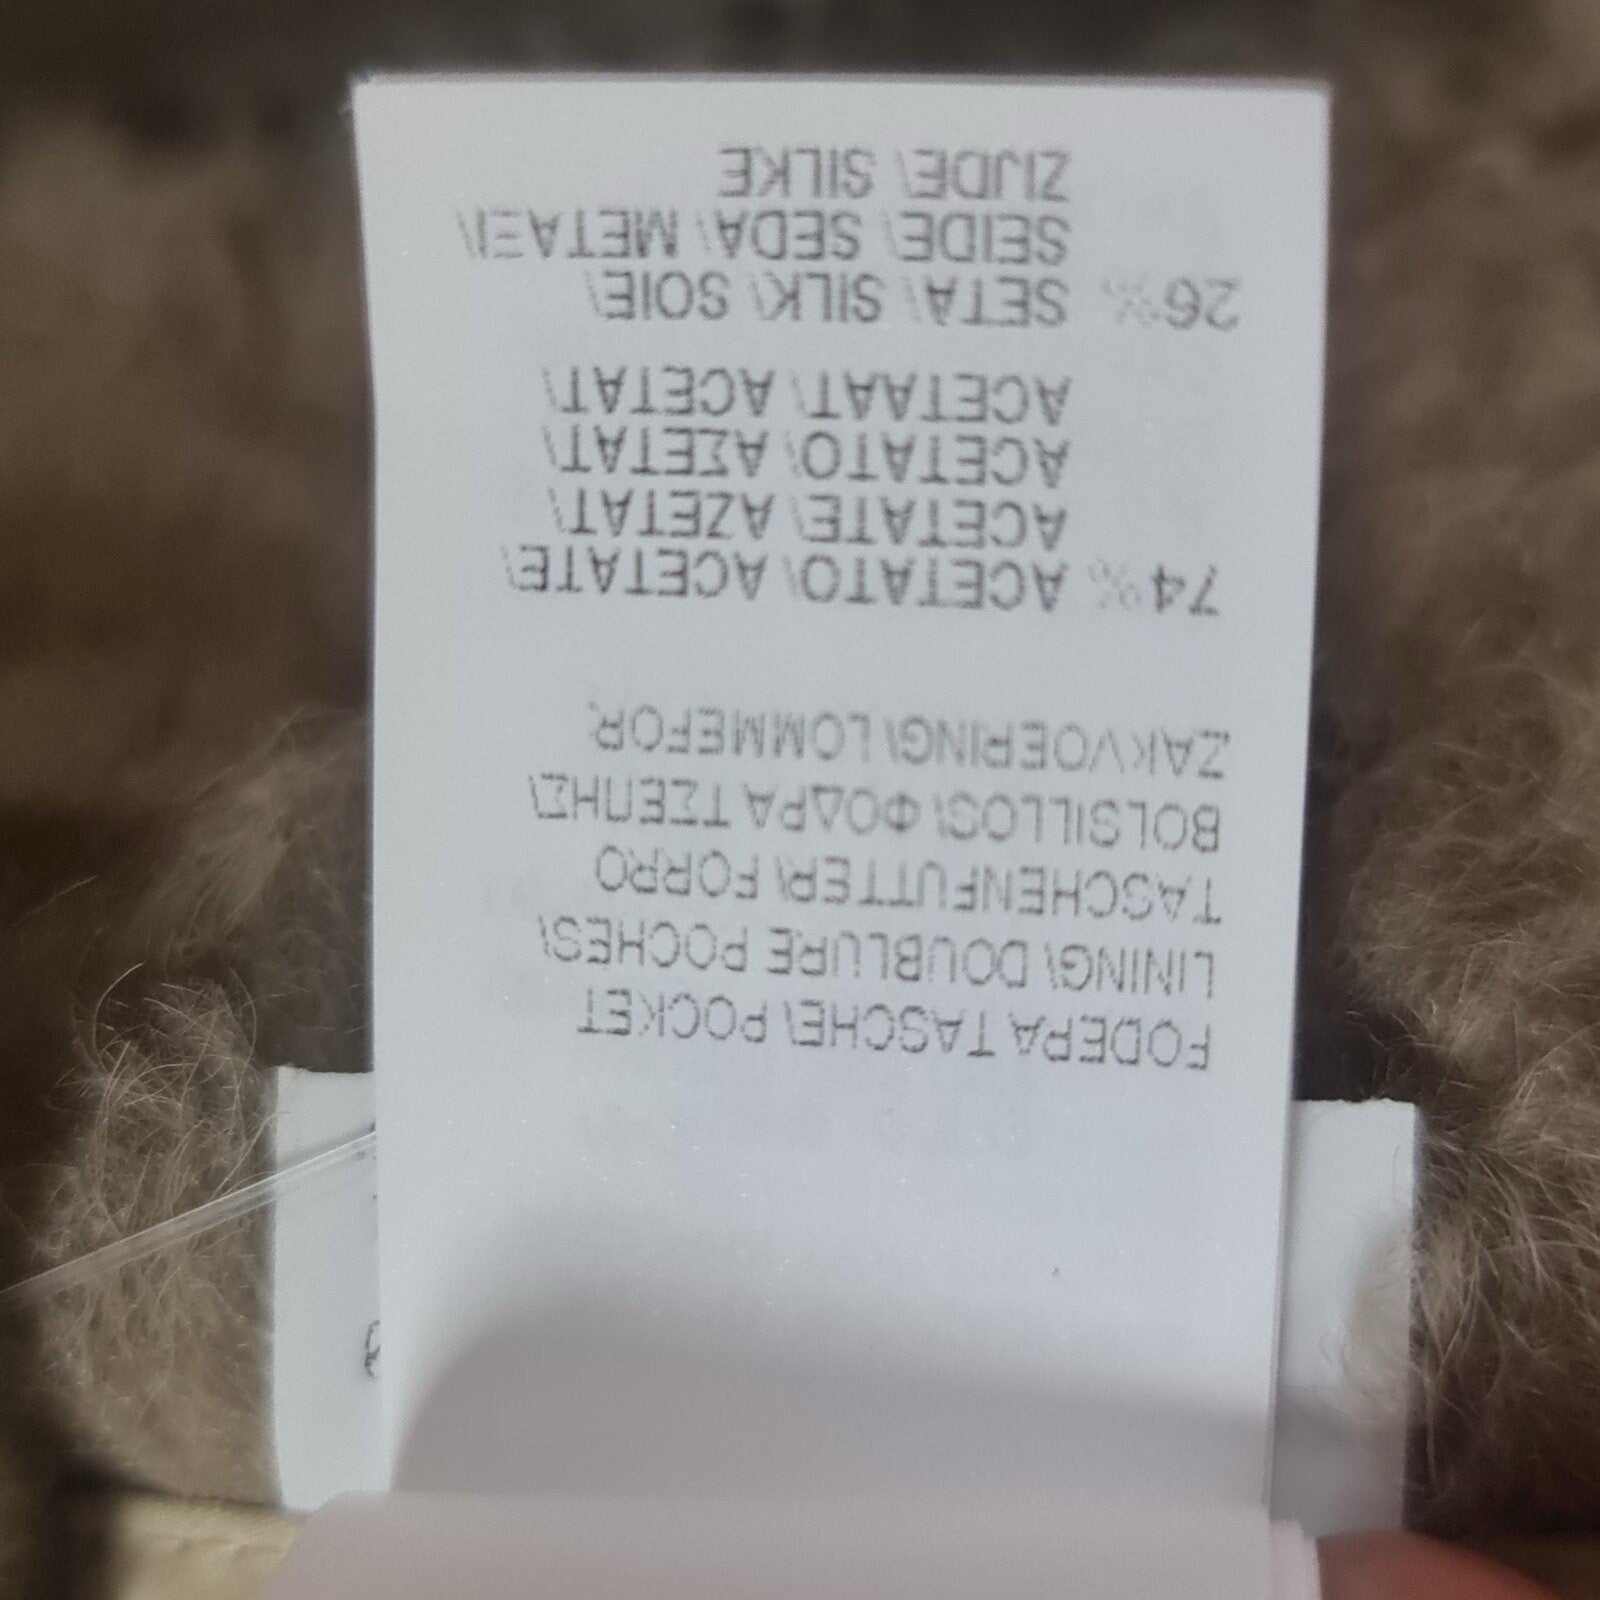 FODERA TASCHE/ POCKET
LINING/ DOUBLURE POCHES/
TASCHENFUTTER/ FORRO
BOLSILLOS/ ΦΟΔΡΑ ΤΣΕΠΗΣ/
ZAKVOERING/ LOMMEFOR
74% ACETATO/ ACETATE/
ACETATE/ AZETAT/
ACETATO/ ΑΣΕΤΑΤ/
ACETAAT/ ACETAT/
26% SETA/ SILK/ SOIE/
SEIDE/ SEDA/ ΜΕΤΑΞΙ/
ZIJDE/ SILKE